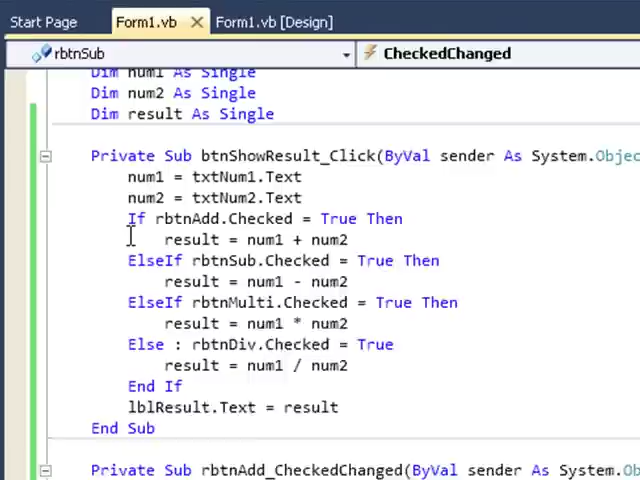 Start Page Form1.vb Form1.vb [Design]
rbtnSub CheckedChanged
Dim num1 As Single
Dim num2 As Single
Dim result As Single
Private Sub btnShowResult_Click(ByVal sender As System.Objec
num1 = txtNum1.Text
num2 = txtNum2.Text
If rbtnAdd.Checked = True Then
result = num1 + num2
ElseIf rbtnSub.Checked = True Then
result = num1 - num2
ElseIf rbtnMulti.Checked = True Then
result = num1 * num2
Else : rbtnDiv.Checked = True
result = num1 / num2
End If
lblResult.Text = result
End Sub
Private Sub rbtnAdd_CheckedChanged(ByVal sender As System.Ob